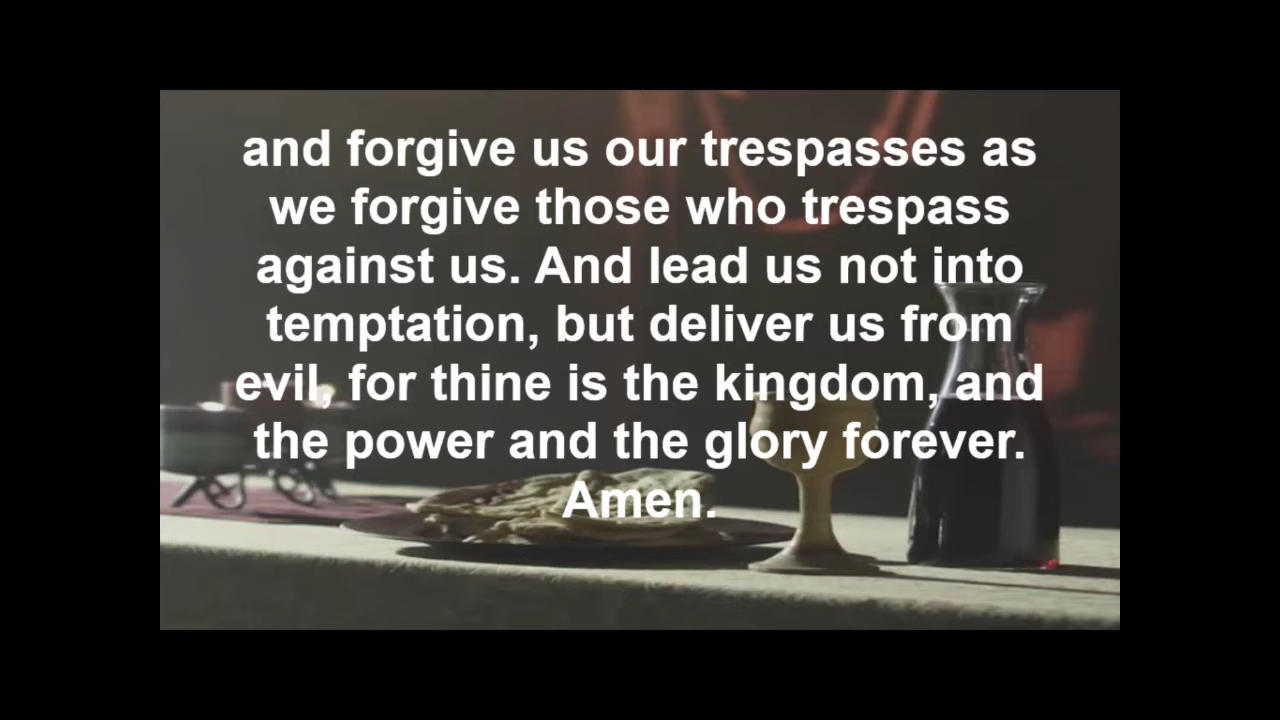 and forgive us our trespasses as
we forgive those who trespass
against us. And lead us not into
temptation, but deliver us from
evil, for thine is the kingdom, and
the power and the glory forever.
Amen.